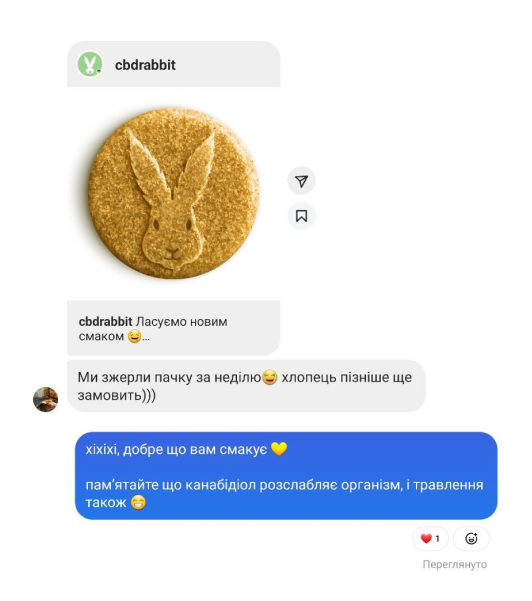 cbdrabbit
cbdrabbit Ласуємо новим
смаком 😅...
Ми зжерли пачку за неділю😂 хлопець пізніше ще
замовить)))
хіхіхі, добре що вам смакує 💛
пам'ятайте що канабідіол розслабляє організм, і травлення
також 😁
❤️ 1
Переглянуто